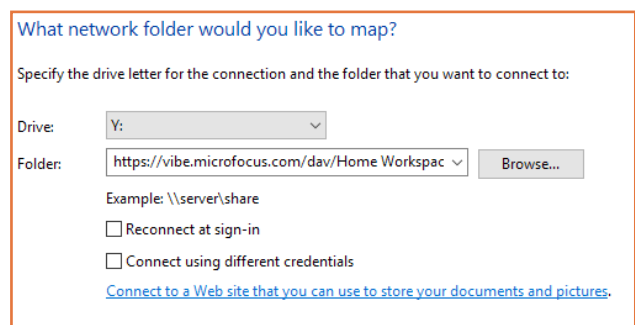 What network folder would you like to map?
Specify the drive letter for the connection and the folder that you want to connect to:
Drive: Y:
Folder: https://vibe.microfocus.com/dav/Home Workspac Browse...
Example: \\server\share
Reconnect at sign-in
Connect using different credentials
Connect to a Web site that you can use to store your documents and pictures.